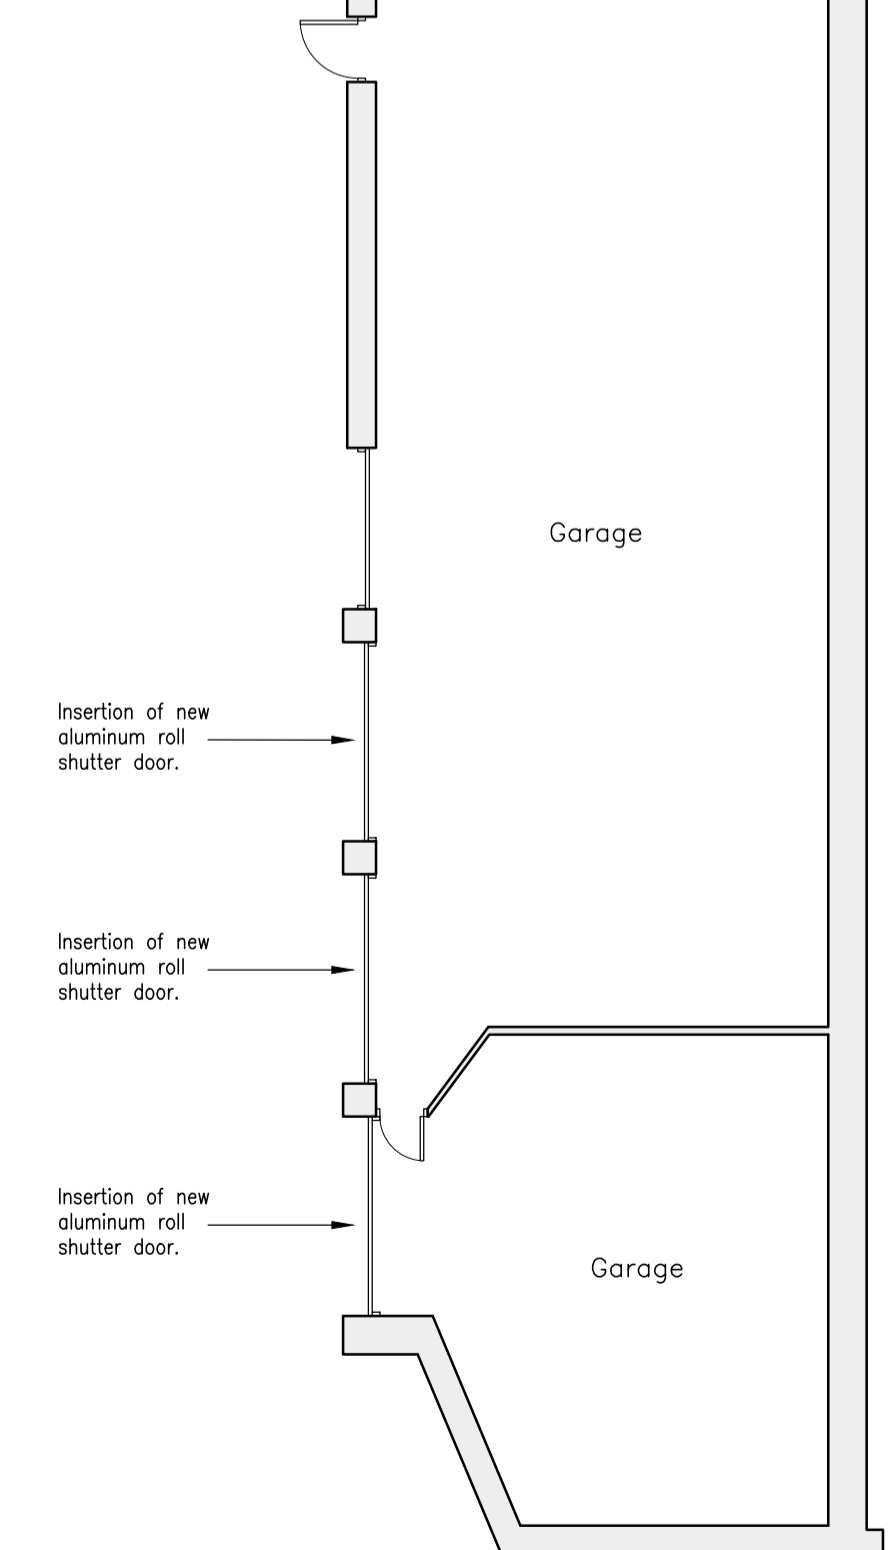 Garage
Insertion of new
aluminum roll
shutter door.
Insertion of new
aluminum roll
shutter door.
Insertion of new
aluminum roll
shutter door.
Garage